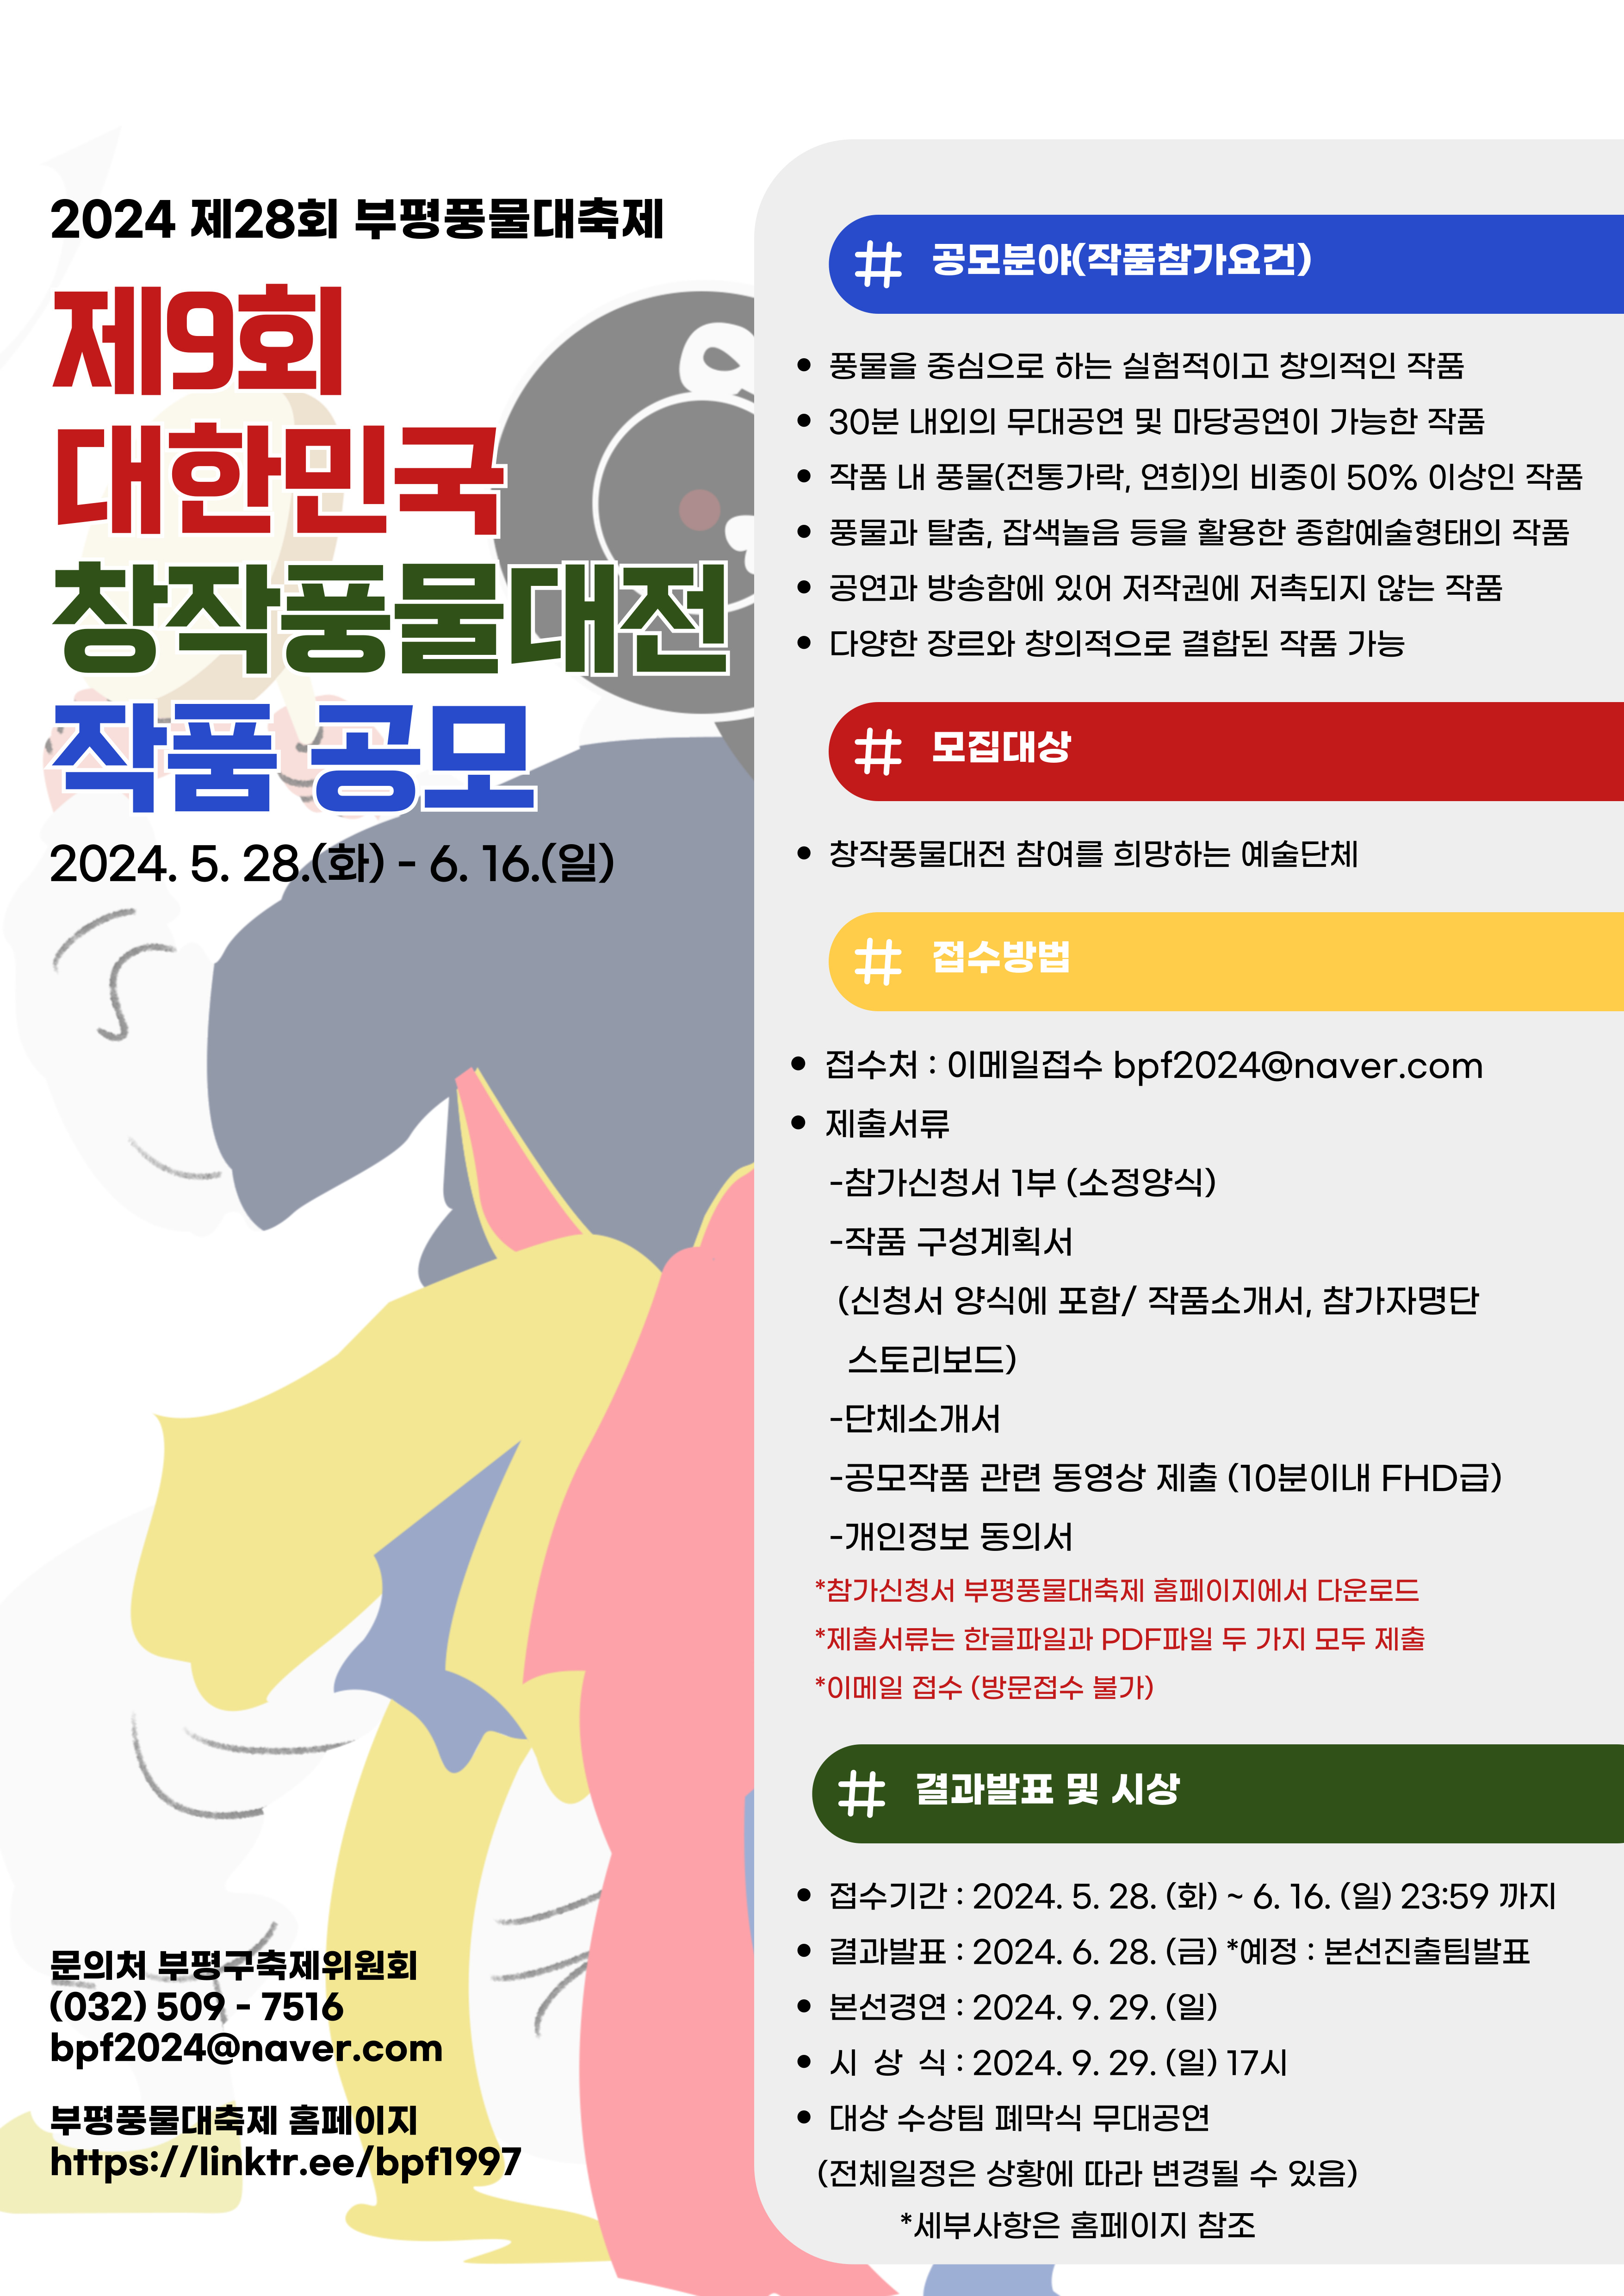 2024 제28회 부평풍물대축제
제9회
대한민국
창작풍물대전
작품 공모
2024. 5. 28.(화) - 6. 16.(일)
문의처 부평구축제위원회
(032) 509 - 7516
bpf2024@naver.com
부평풍물대축제 홈페이지
https://linktr.ee/bpf1997
# 공모분야(작품참가요건)
• 풍물을 중심으로 하는 실험적이고 창의적인 작품
• 30분 내외의 무대공연 및 마당공연이 가능한 작품
• 작품 내 풍물(전통가락, 연희)의 비중이 50% 이상인 작품
• 풍물과 탈춤, 잡색놀음 등을 활용한 종합예술형태의 작품
• 공연과 방송함에 있어 저작권에 저촉되지 않는 작품
• 다양한 장르와 창의적으로 결합된 작품 가능
# 모집대상
• 창작풍물대전 참여를 희망하는 예술단체
# 접수방법
• 접수처 : 이메일접수 bpf2024@naver.com
• 제출서류
-참가신청서 1부 (소정양식)
-작품 구성계획서
(신청서 양식에 포함/ 작품소개서, 참가자명단
스토리보드)
-단체소개서
-공모작품 관련 동영상 제출 (10분이내 FHD급)
-개인정보 동의서
*참가신청서 부평풍물대축제 홈페이지에서 다운로드
*제출서류는 한글파일과 PDF파일 두 가지 모두 제출
*이메일 접수 (방문접수 불가)
# 결과발표 및 시상
• 접수기간 : 2024. 5. 28. (화) ~ 6. 16. (일) 23:59 까지
• 결과발표 : 2024. 6. 28. (금) *예정 : 본선진출팀발표
• 본선경연 : 2024. 9. 29. (일)
• 시 상 식 : 2024. 9. 29. (일) 17시
• 대상 수상팀 폐막식 무대공연
(전체일정은 상황에 따라 변경될 수 있음)
*세부사항은 홈페이지 참조